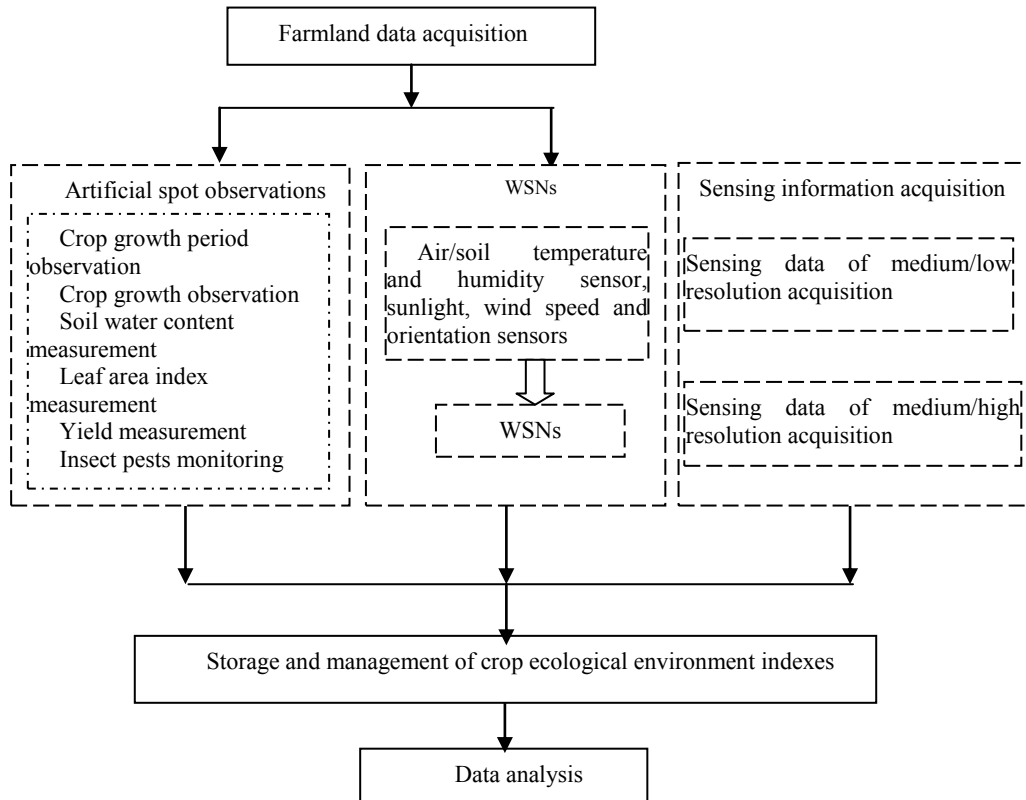 Farmland data acquisition
Artificial spot observations
Crop growth period
observation
Crop growth observation
Soil water content
measurement
Leaf area index
measurement
Yield measurement
Insect pests monitoring
WSNs
Air/soil temperature
and humidity sensor,
sunlight, wind speed and
orientation sensors
WSNs
Sensing information acquisition
Sensing data of medium/low
resolution acquisition
Sensing data of medium/high
resolution acquisition
Storage and management of crop ecological environment indexes
Data analysis